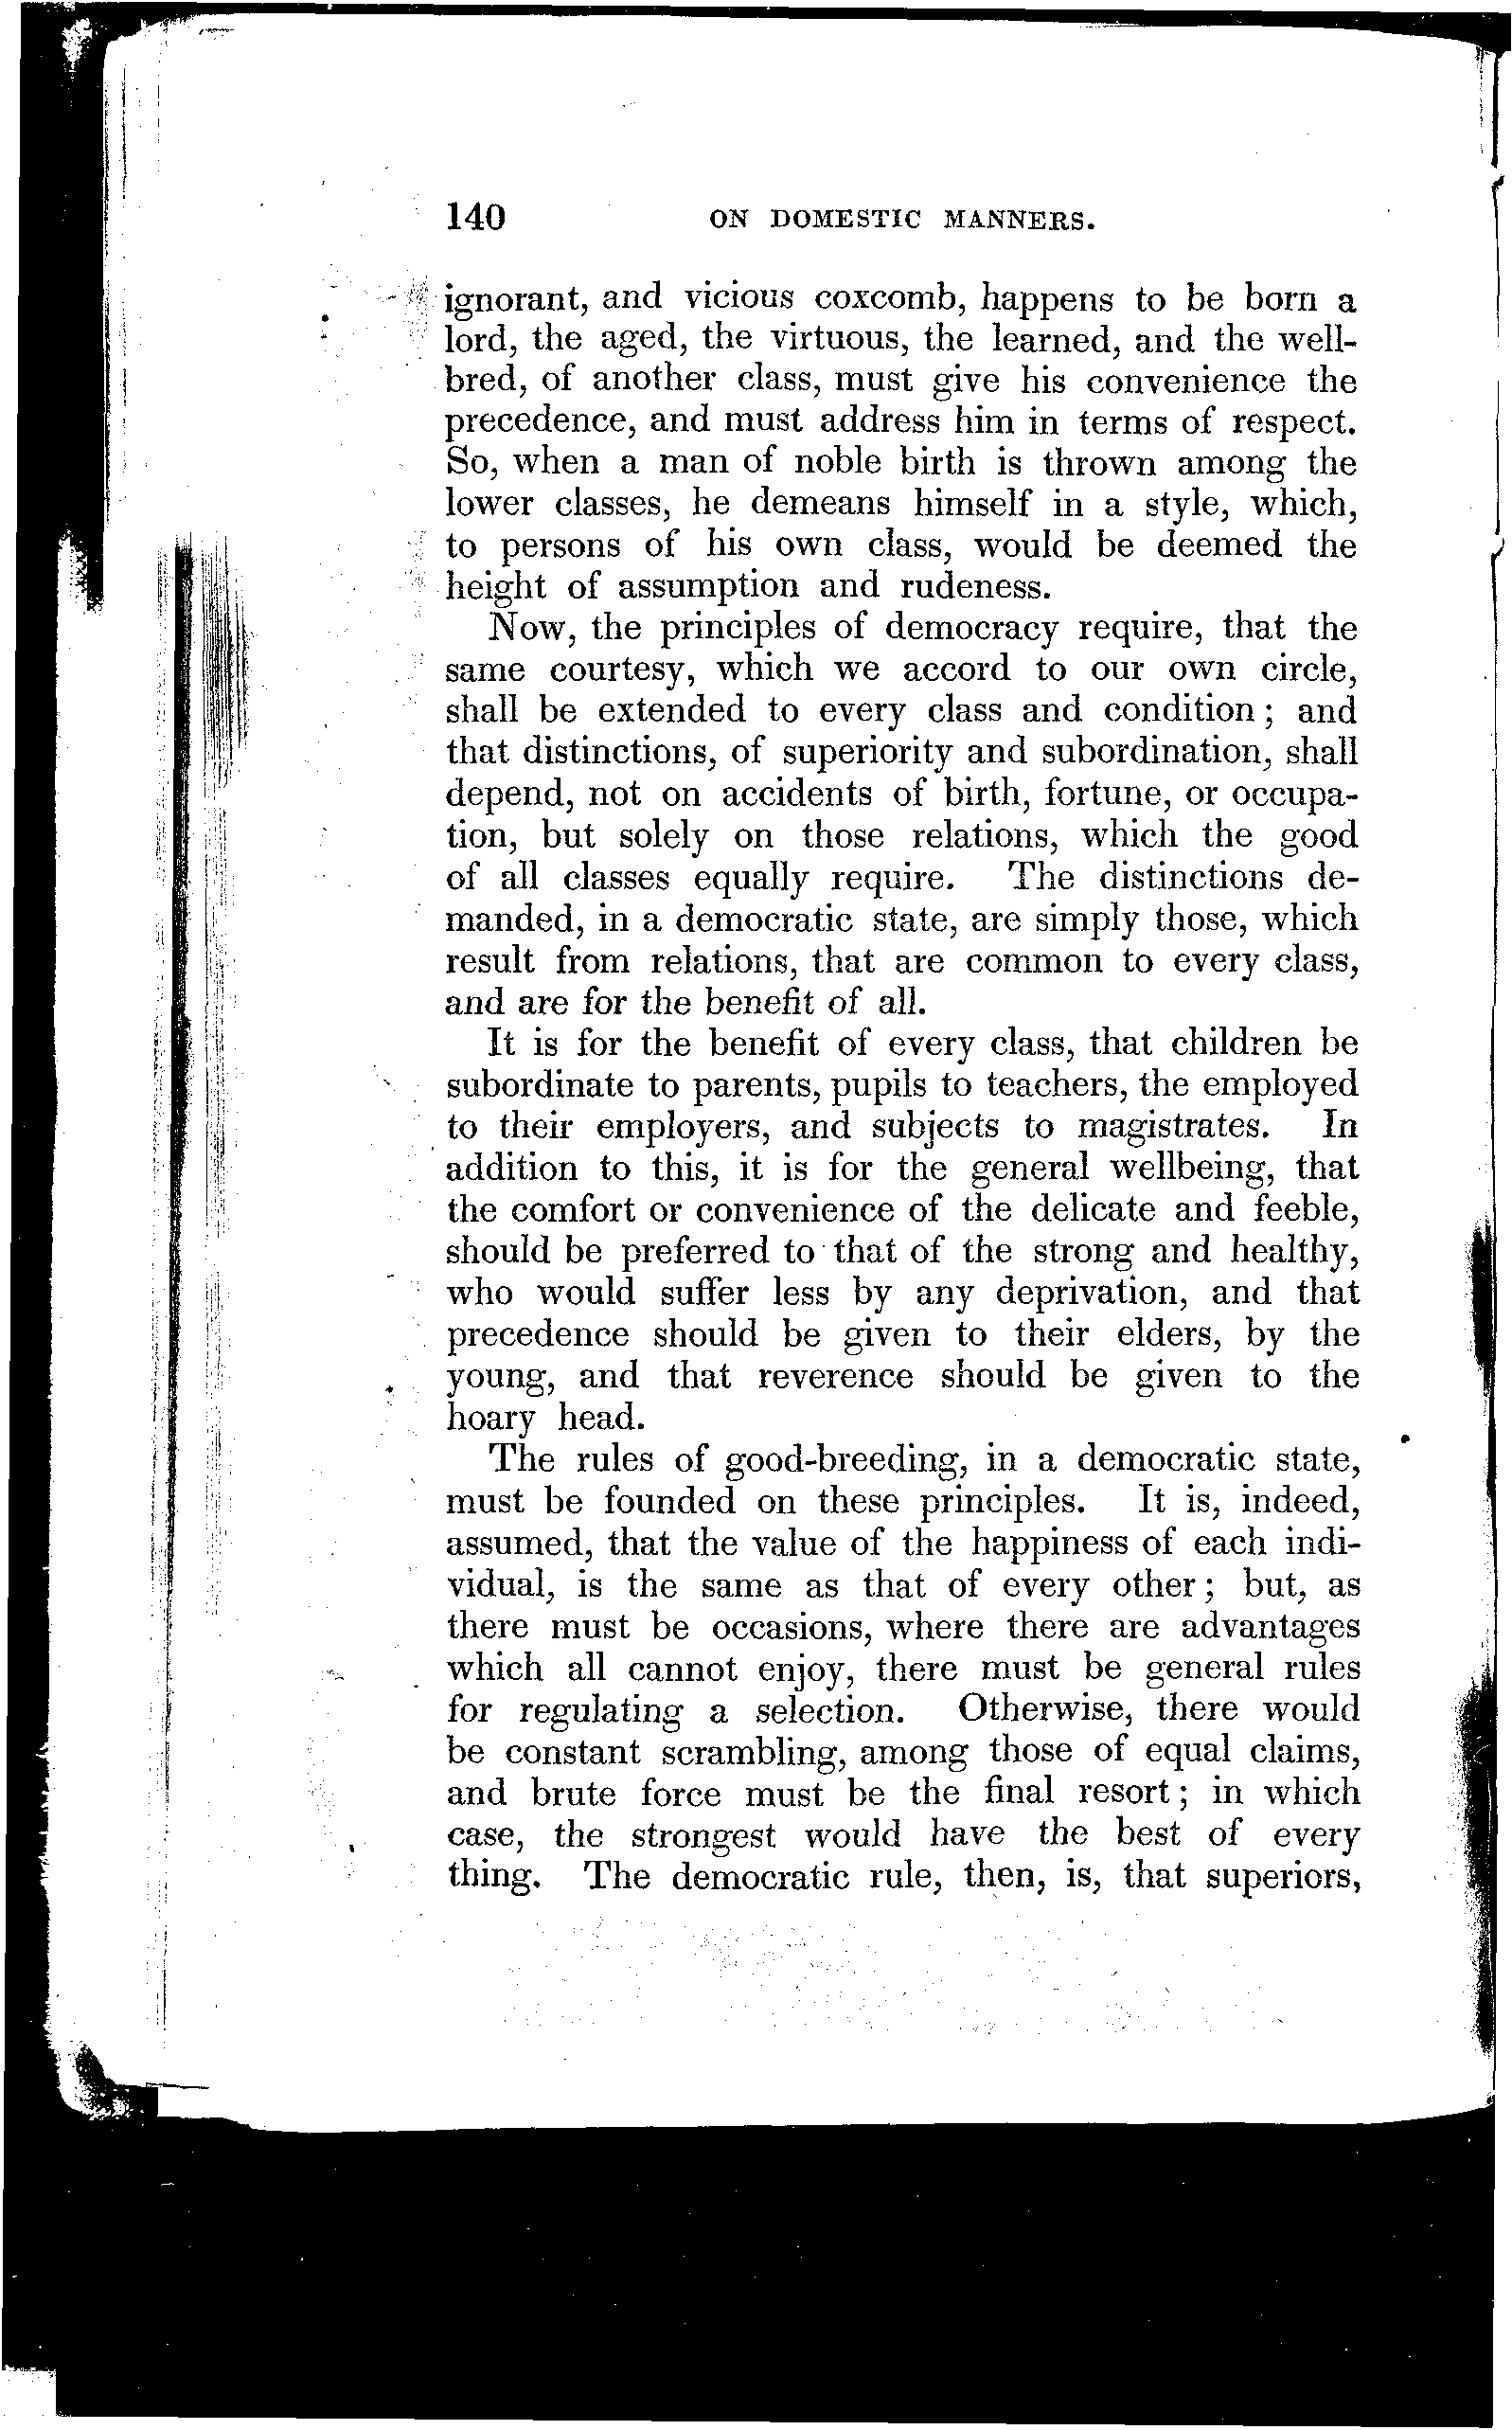 140 ON DOMESTIC MANNERS.
ignorant, and vicious coxcomb, happens to be born a
lord, the aged, the virtuous, the learned, and the well-
bred, of another class, must give his convenience the
precedence, and must address him in terms of respect.
So, when a man of noble birth is thrown among the
lower classes, he demeans himself in a style, which,
to persons of his own class, would be deemed the
height of assumption and rudeness.
Now, the principles of democracy require, that the
same courtesy, which we accord to our own circle,
shall be extended to every class and condition; and
that distinctions, of superiority and subordination, shall
depend, not on accidents of birth, fortune, or occupa-
tion, but solely on those relations, which the good
of all classes equally require. The distinctions de-
manded, in a democratic state, are simply those, which
result from relations, that are common to every class,
and are for the benefit of all.
It is for the benefit of every class, that children be
subordinate to parents, pupils to teachers, the employed
to their employers, and subjects to magistrates. In
addition to this, it is for the general wellbeing, that
the comfort or convenience of the delicate and feeble,
should be preferred to that of the strong and healthy,
who would suffer less by any deprivation, and that
precedence should be given to their elders, by the
young, and that reverence should be given to the
hoary head.
The rules of good-breeding, in a democratic state,
must be founded on these principles. It is, indeed,
assumed, that the value of the happiness of each indi-
vidual, is the same as that of every other; but, as
there must be occasions, where there are advantages
which all cannot enjoy, there must be general rules
for regulating a selection. Otherwise, there would
be constant scrambling, among those of equal claims,
and brute force must be the final resort; in which
case, the strongest would have the best of every
thing. The democratic rule, then, is, that superiors,